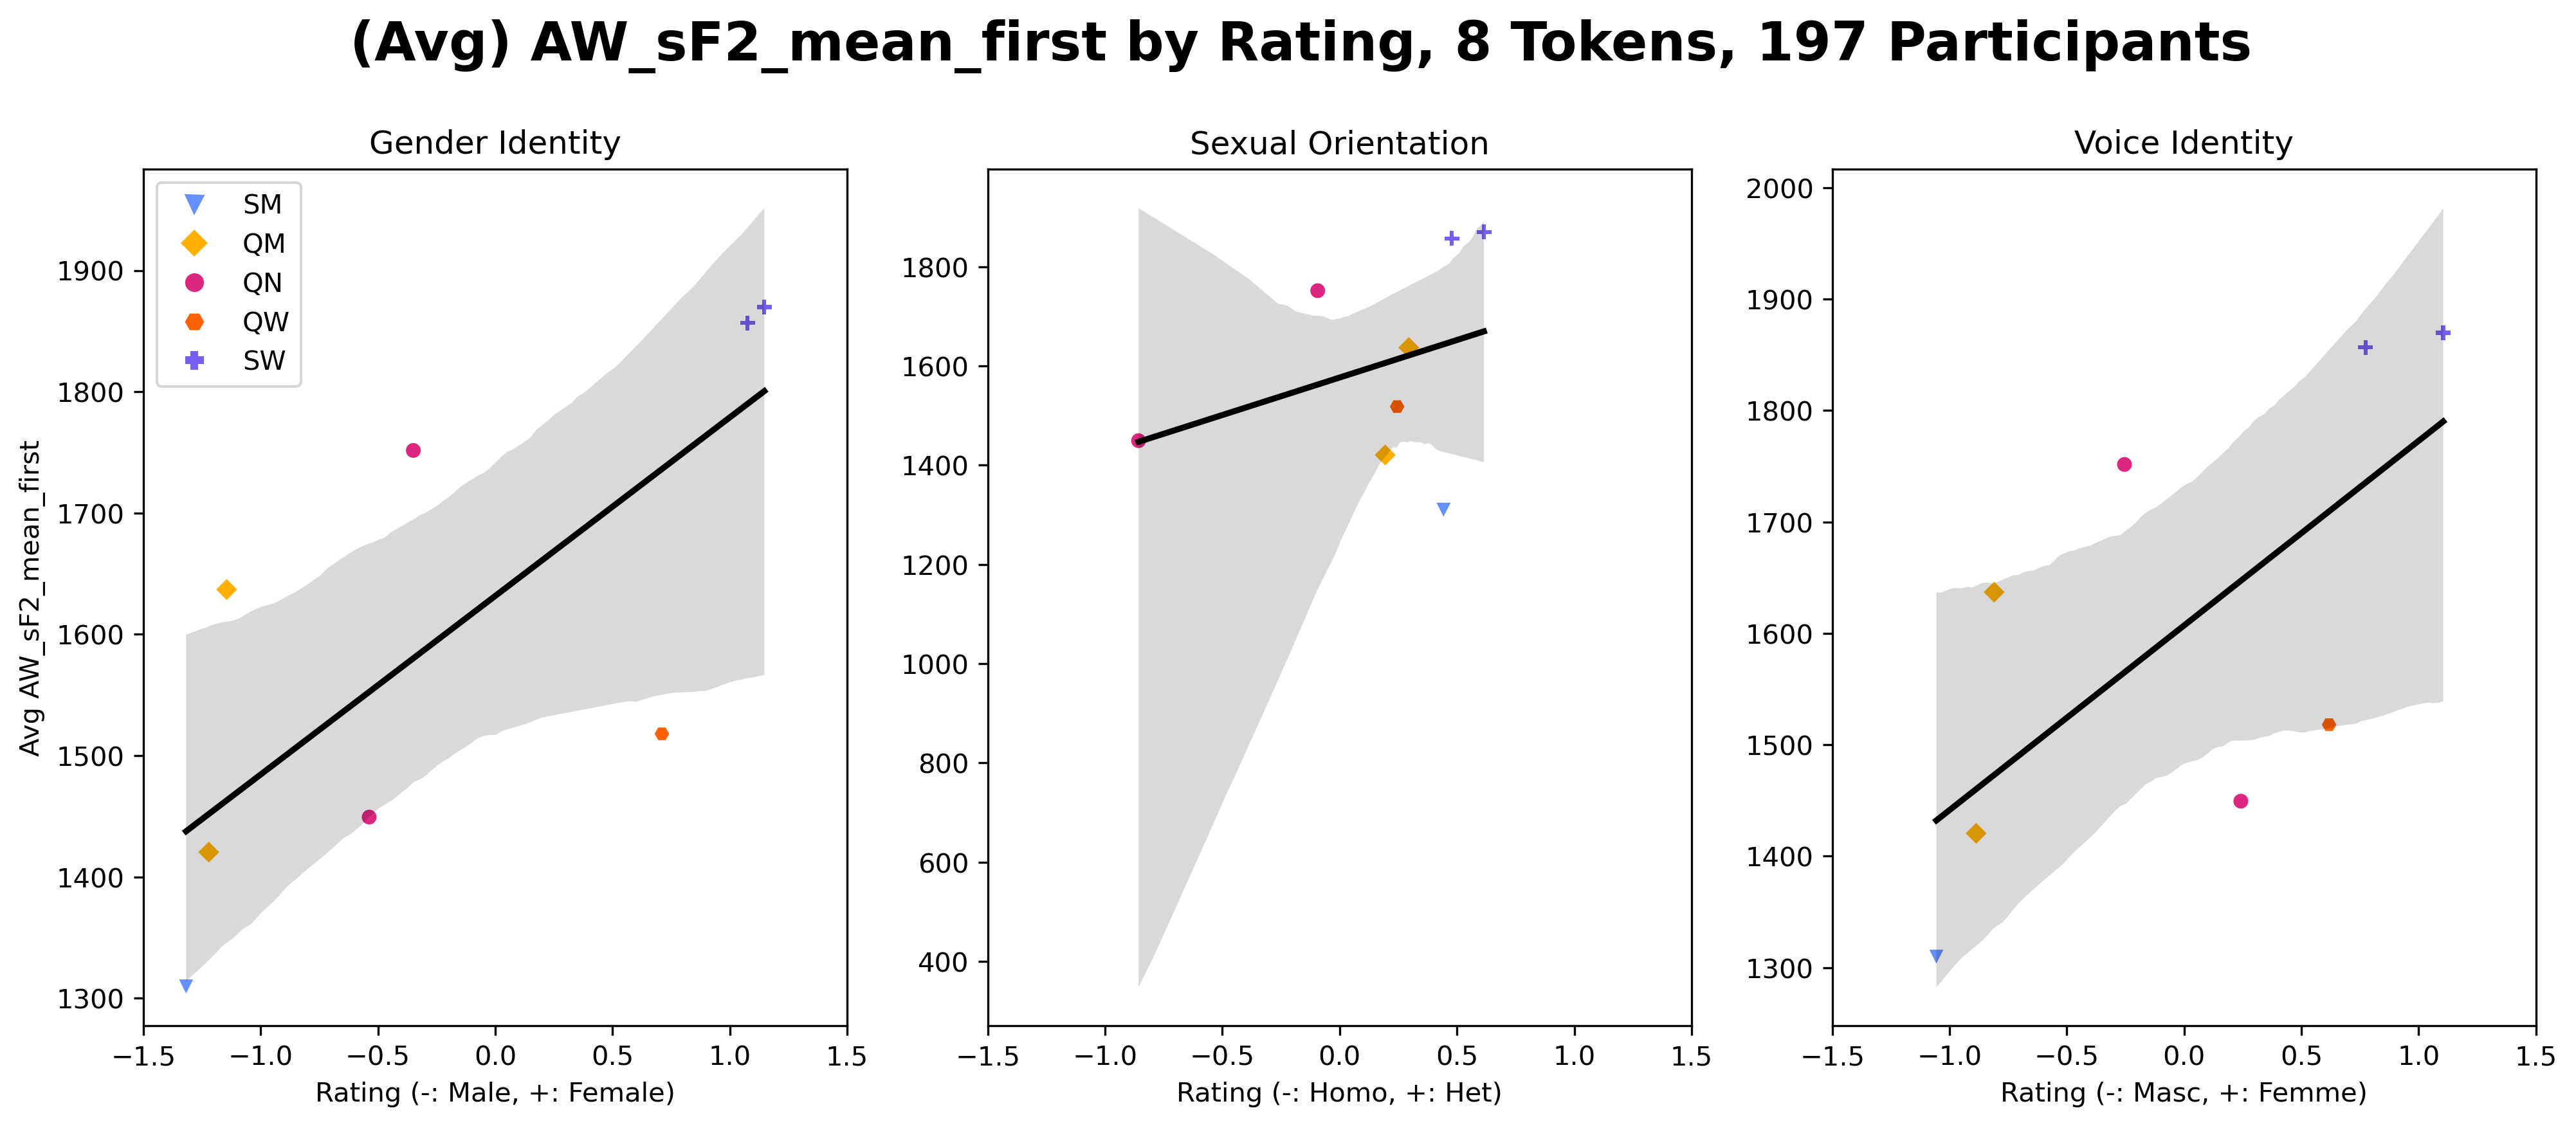 (Avg) AW_sF2_mean_first by Rating, 8 Tokens, 197 Participants
Gender Identity
SM
QM
QN
QW
SW
Avg AW_sF2_mean_first
1900
1800
1700
1600
1500
1400
1300
−1.5 −1.0 −0.5 0.0 0.5 1.0 1.5
Rating (-: Male, +: Female)
Sexual Orientation
1800
1600
1400
1200
1000
800
600
400
−1.5 −1.0 −0.5 0.0 0.5 1.0 1.5
Rating (-: Homo, +: Het)
Voice Identity
2000
1900
1800
1700
1600
1500
1400
1300
−1.5 −1.0 −0.5 0.0 0.5 1.0 1.5
Rating (-: Masc, +: Femme)